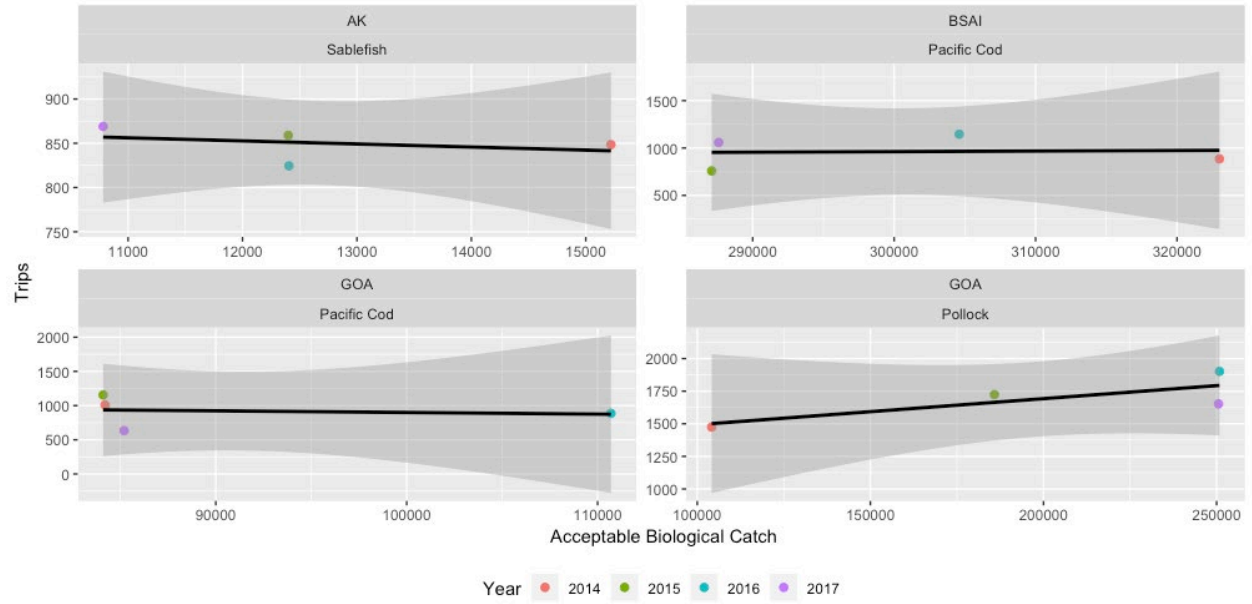 AK
Sablefish
900
850
800
750
11000 12000 13000 14000 15000
BSAI
Pacific Cod
1500
1000
500
290000 300000 310000 320000
Trips
GOA
Pacific Cod
2000
1500
1000
500
0
90000 100000 110000
GOA
Pollock
2000
1750
1500
1250
1000
100000 150000 200000 250000
Acceptable Biological Catch
Year 2014 2015 2016 2017